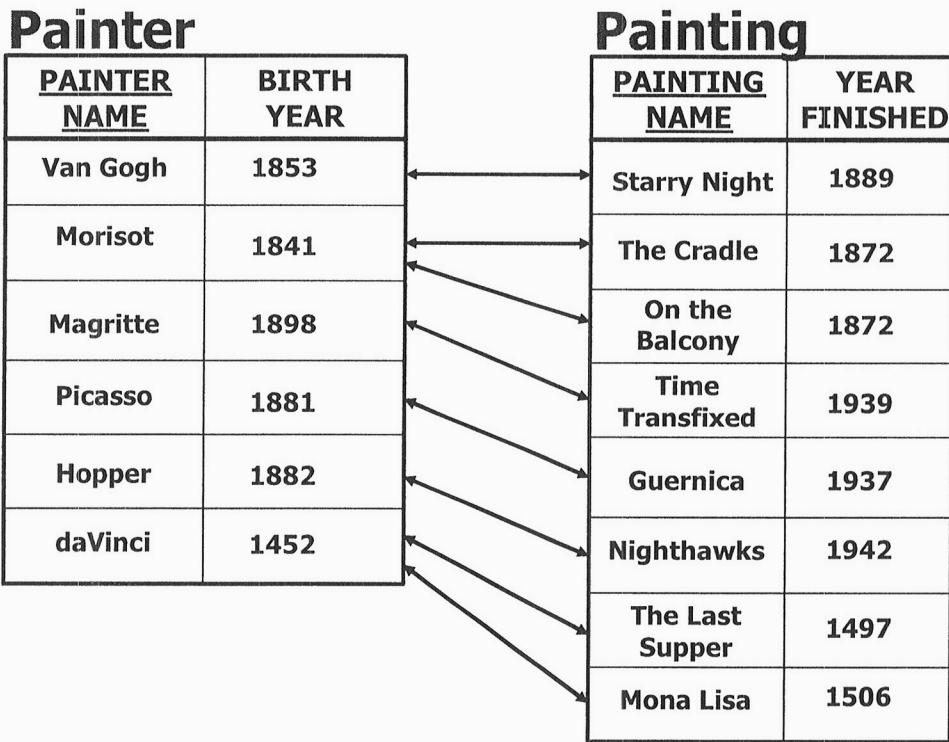 Painter
PAINTER
NAME
BIRTH
YEAR
Van Gogh 1853
Morisot 1841
Magritte 1898
Picasso 1881
Hopper 1882
daVinci 1452
Painting
PAINTING
NAME
YEAR
FINISHED
Starry Night 1889
The Cradle 1872
On the
Balcony 1872
Time
Transfixed 1939
Guernica 1937
Nighthawks 1942
The Last
Supper 1497
Mona Lisa 1506